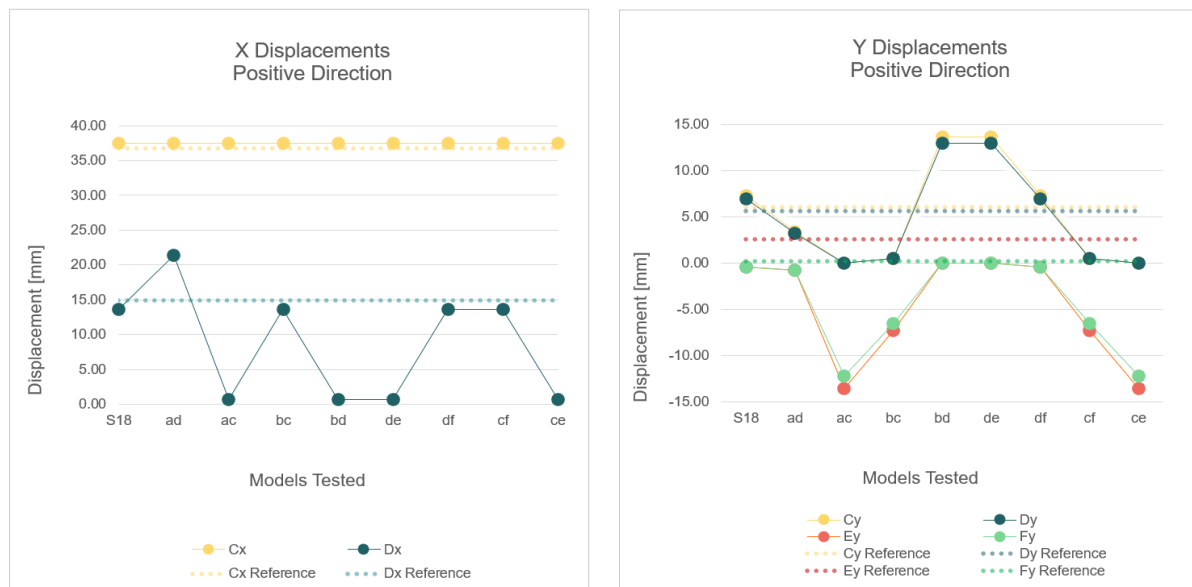 X Displacements
Positive Direction
40.00
35.00
30.00
25.00
20.00
15.00
10.00
5.00
0.00
Displacement [mm]
S18 ad ac bc bd de df cf ce
Models Tested
Cx Dx
Cx Reference Dx Reference
Y Displacements
Positive Direction
15.00
10.00
5.00
0.00
-5.00
-10.00
-15.00
Displacement [mm]
S18 ad ac bc bd de df cf ce
Models Tested
Cy Dy
Ey Fy
Cy Reference Dy Reference
Ey Reference Fy Reference